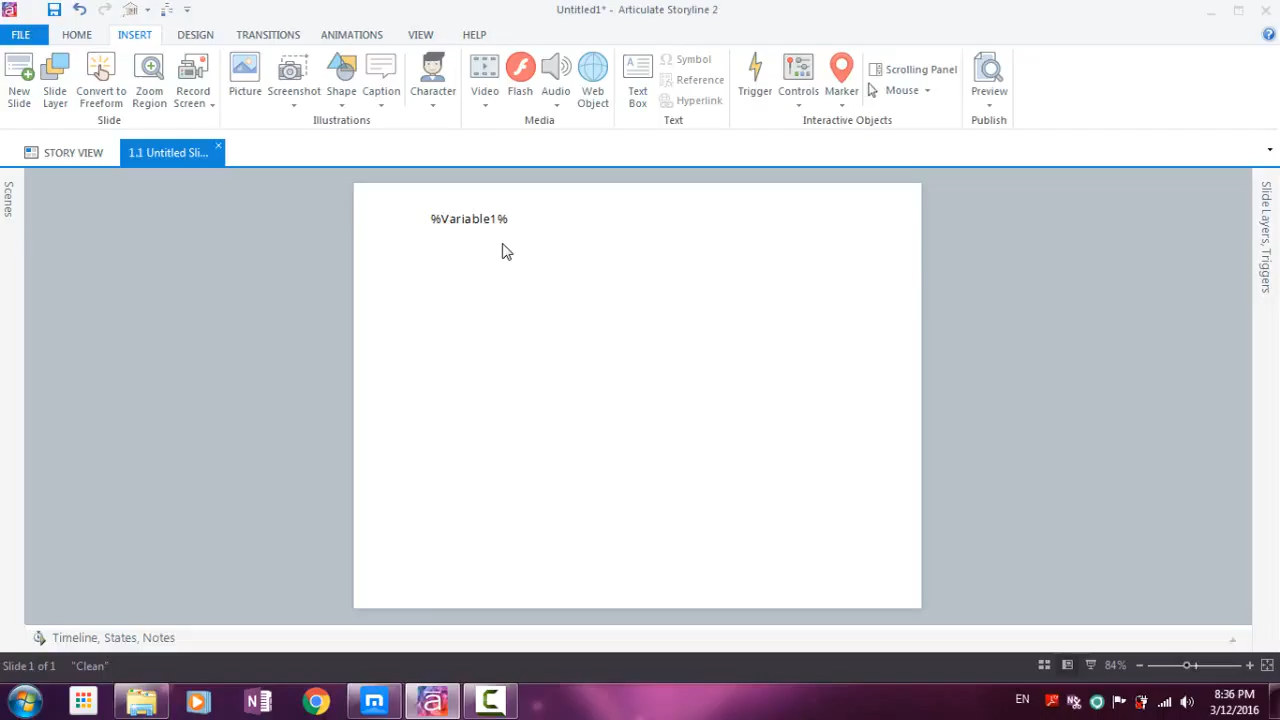 Untitled1* - Articulate Storyline 2
FILE HOME INSERT DESIGN TRANSITIONS ANIMATIONS VIEW HELP
New Slide
Slide Layer
Convert to Freeform
Zoom Region
Record Screen
Slide
Picture
Screenshot
Shape
Caption
Character
Illustrations
Video
Flash
Audio
Web Object
Media
Text Box
Symbol
Reference
Hyperlink
Text
Trigger
Controls
Marker
Scrolling Panel
Mouse
Interactive Objects
Preview
Publish
STORY VIEW
1.1 Untitled Sli...
Scenes
%Variable1%
Slide Layers, Triggers
Timeline, States, Notes
Slide 1 of 1 "Clean" 84%
EN
8:36 PM
3/12/2016